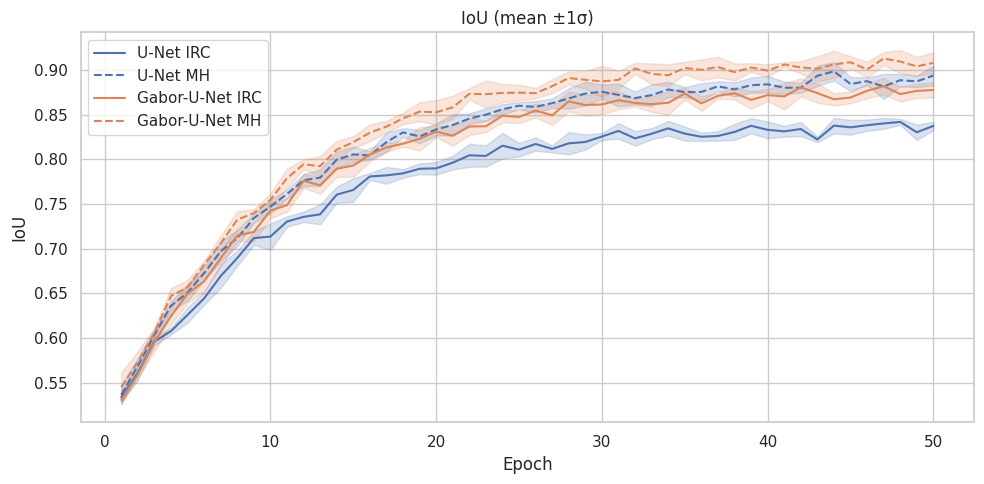 IoU (mean ±1σ)
U-Net IRC
U-Net MH
Gabor-U-Net IRC
Gabor-U-Net MH
IoU
0.90
0.85
0.80
0.75
0.70
0.65
0.60
0.55
0 10 20 30 40 50
Epoch